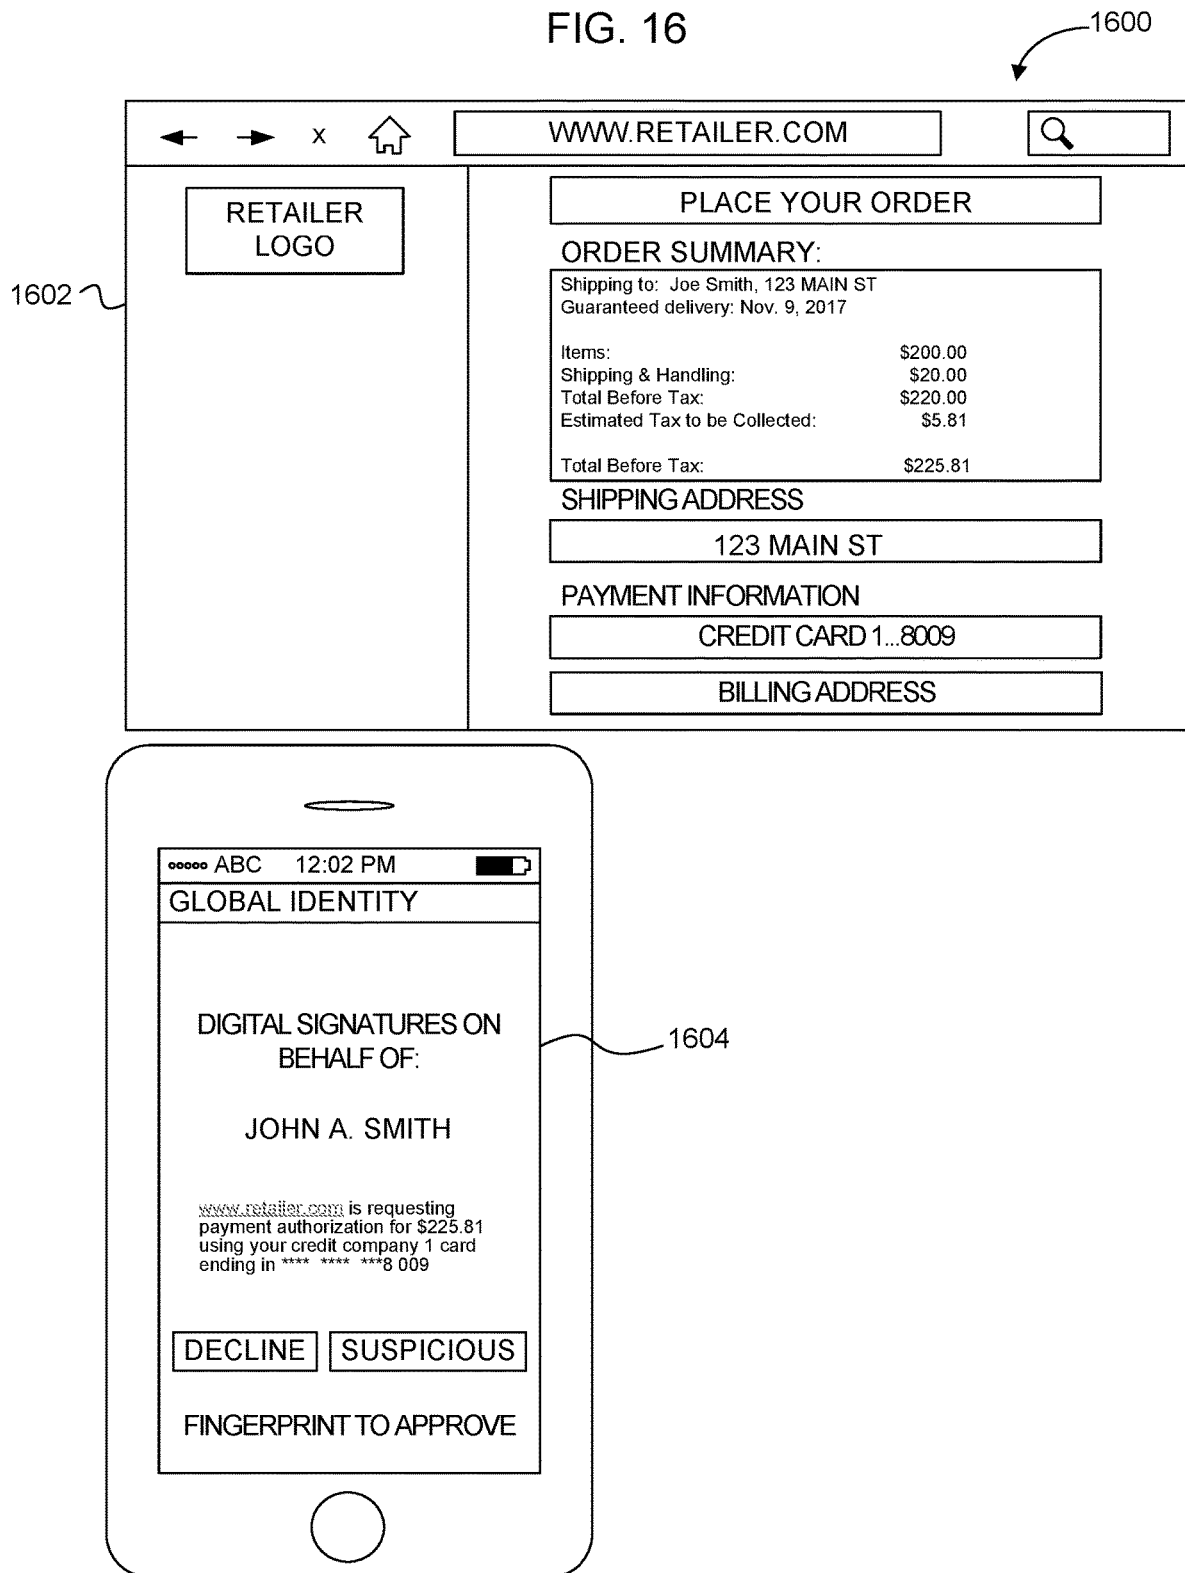 FIG. 16
1600
X
WWW.RETAILER.COM
RETAILER
LOGO
1602
PLACE YOUR ORDER
ORDER SUMMARY:
Shipping to: Joe Smith, 123 MAIN ST
Guaranteed delivery: Nov. 9, 2017
Items: $200.00
Shipping & Handling: $20.00
Total Before Tax: $220.00
Estimated Tax to be Collected: $5.81
Total Before Tax: $225.81
SHIPPING ADDRESS
123 MAIN ST
PAYMENT INFORMATION
CREDIT CARD 1...8009
BILLING ADDRESS
ABC 12:02 PM
GLOBAL IDENTITY
DIGITAL SIGNATURES ON
BEHALF OF:
1604
JOHN A. SMITH
www.retailer.com is requesting
payment authorization for $225.81
using your credit company 1 card
ending in **** **** ***8 009
DECLINE SUSPICIOUS
FINGERPRINT TO APPROVE